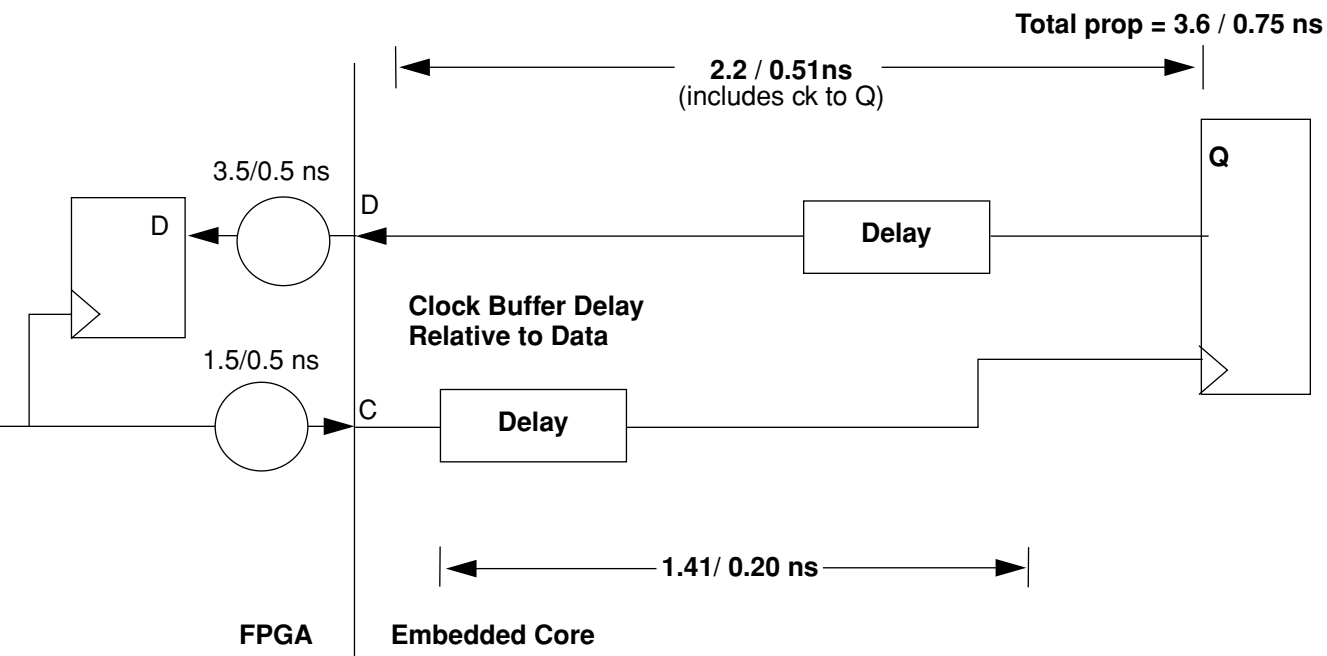 Total prop = 3.6 / 0.75 ns
2.2 / 0.51ns
(includes ck to Q)
3.5/0.5 ns
Q
D
D
Delay
Clock Buffer Delay
Relative to Data
1.5/0.5 ns
C
Delay
1.41/ 0.20 ns
FPGA
Embedded Core